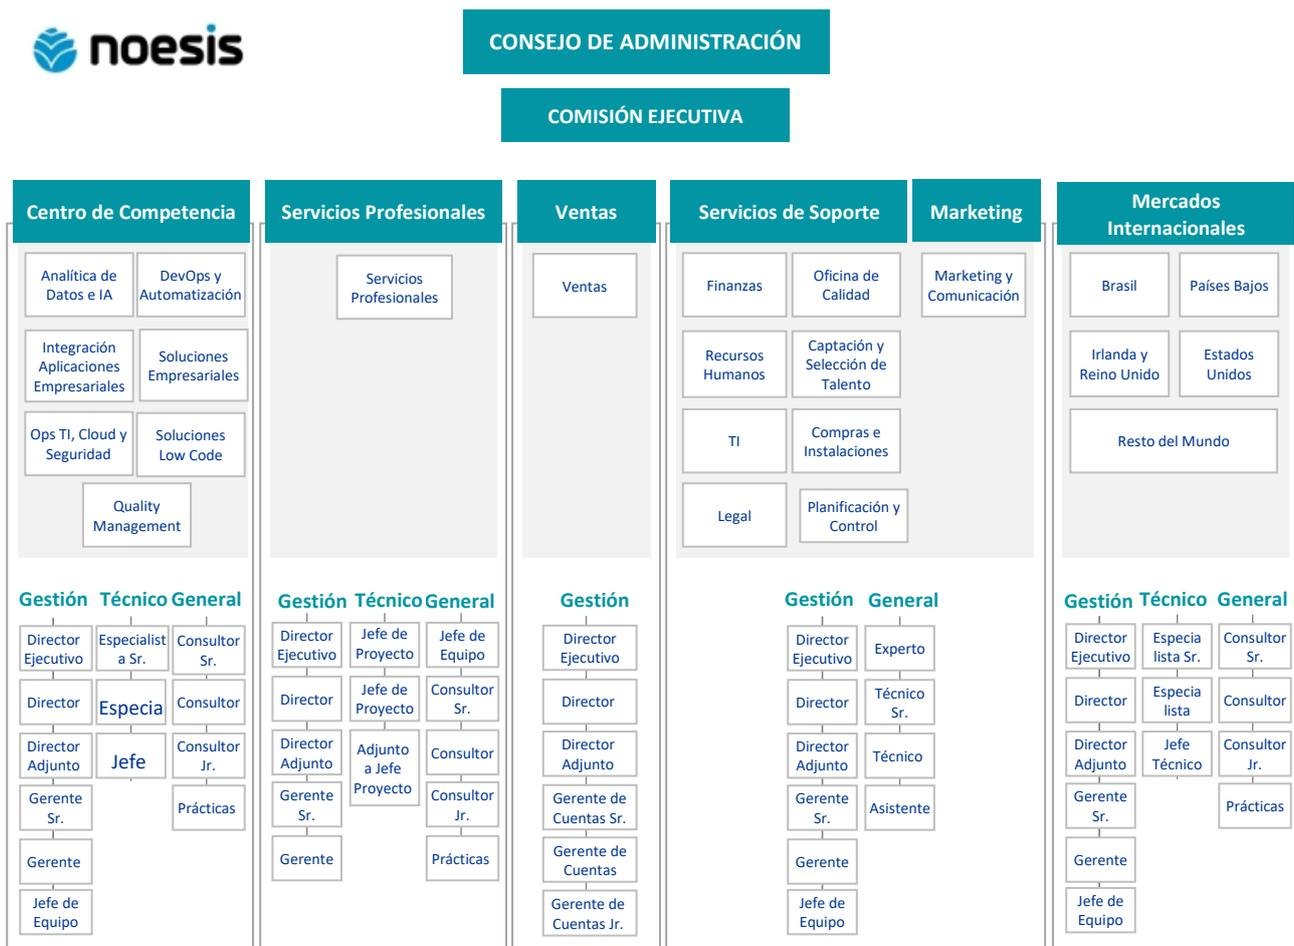 noesis
CONSEJO DE ADMINISTRACIÓN
COMISIÓN EJECUTIVA
Centro de Competencia
Analítica de
Datos e IA
DevOps y
Automatización
Integración
Aplicaciones
Empresariales
Soluciones
Empresariales
Ops TI, Cloud y
Seguridad
Soluciones
Low Code
Quality
Management
Gestión
Director
Ejecutivo
Director
Director
Adjunto
Gerente
Sr.
Gerente
Jefe de
Equipo
Técnico
Especialist
a Sr.
Especia
Jefe
General
Consultor
Sr.
Consultor
Consultor
Jr.
Prácticas
Servicios Profesionales
Servicios
Profesionales
Gestión
Director
Ejecutivo
Director
Director
Adjunto
Gerente
Sr.
Gerente
Técnico
Jefe de
Proyecto
Jefe de
Proyecto
Adjunto
a Jefe
Proyecto
General
Jefe de
Equipo
Consultor
Sr.
Consultor
Consultor
Jr.
Prácticas
Ventas
Ventas
Gestión
Director
Ejecutivo
Director
Director
Adjunto
Gerente de
Cuentas Sr.
Gerente de
Cuentas
Gerente de
Cuentas Jr.
Servicios de Soporte
Finanzas
Oficina de
Calidad
Recursos
Humanos
Captación y
Selección de
Talento
TI
Compras e
Instalaciones
Legal
Planificación y
Control
Marketing
Marketing y
Comunicación
Gestión
Director
Ejecutivo
Director
Director
Adjunto
Gerente
Sr.
Gerente
Jefe de
Equipo
General
Experto
Técnico
Sr.
Técnico
Asistente
Mercados
Internacionales
Brasil
Países Bajos
Irlanda y
Reino Unido
Estados
Unidos
Resto del Mundo
Gestión
Director
Ejecutivo
Director
Director
Adjunto
Gerente
Sr.
Gerente
Jefe de
Equipo
Técnico
Especia
lista Sr.
Especia
lista
Jefe
Técnico
General
Consultor
Sr.
Consultor
Consultor
Jr.
Prácticas